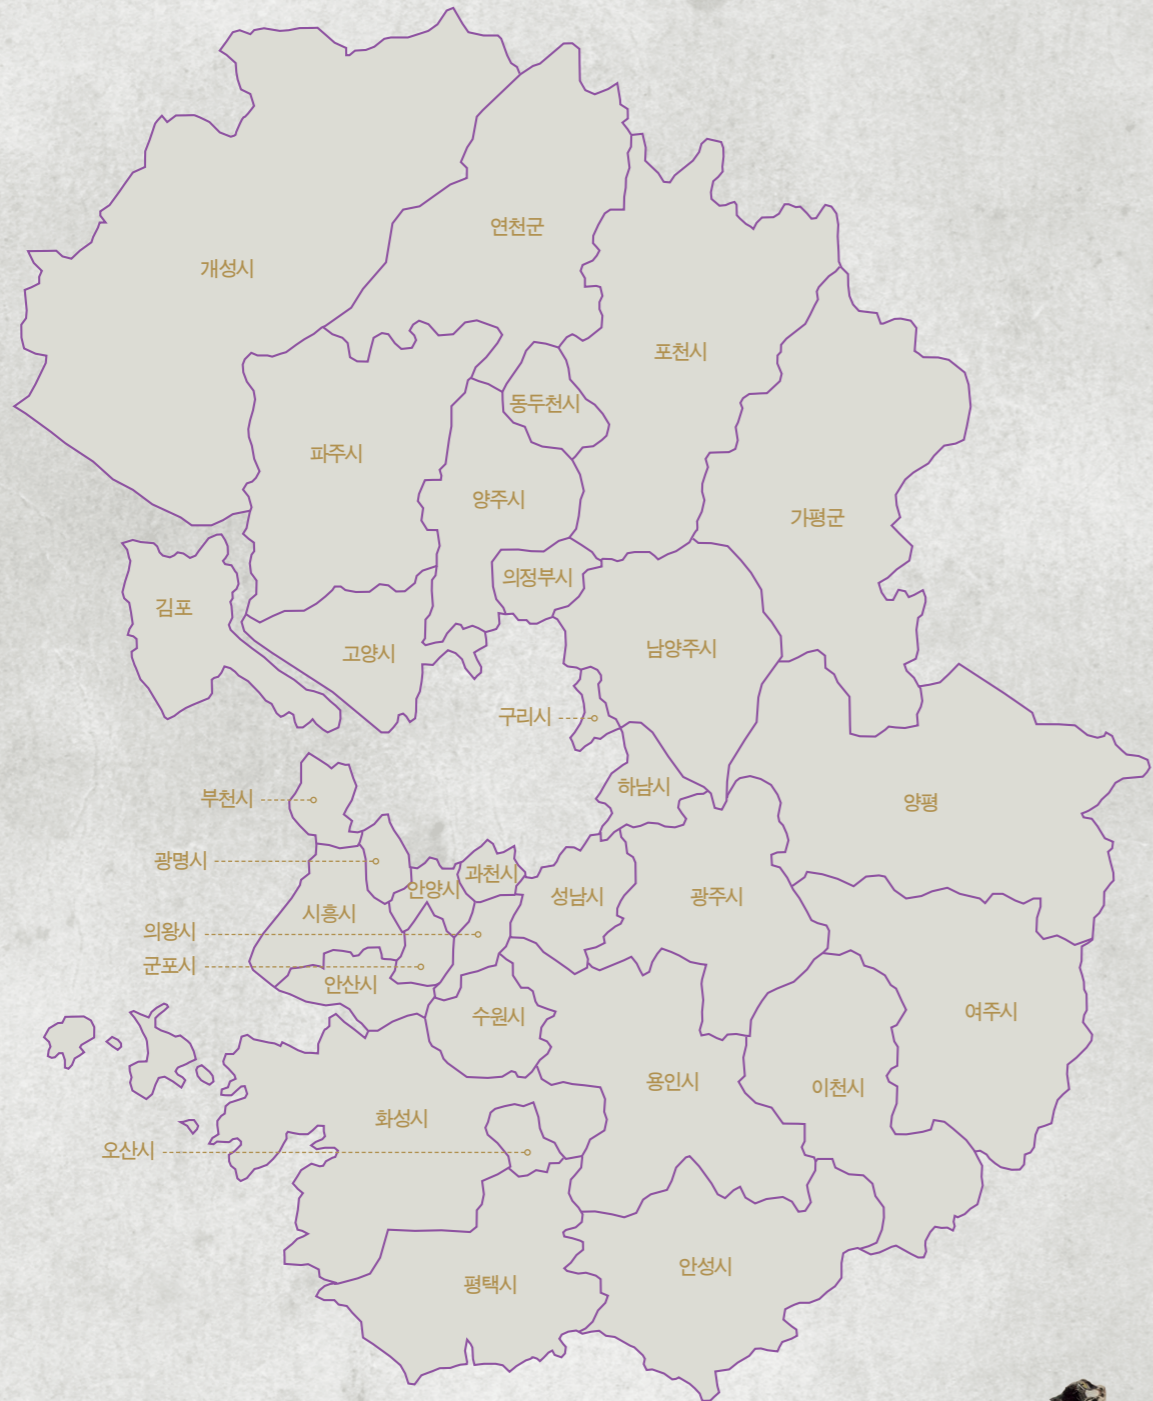 연천군
개성시
포천시
동두천시
파주시
양주시
가평군
의정부시
김포
고양시
남양주시
구리시
하남시
부천시
양평
광명시
과천시
안양시
성남시
광주시
시흥시
의왕시
군포시
안산시
여주시
수원시
용인시
이천시
화성시
오산시
안성시
평택시